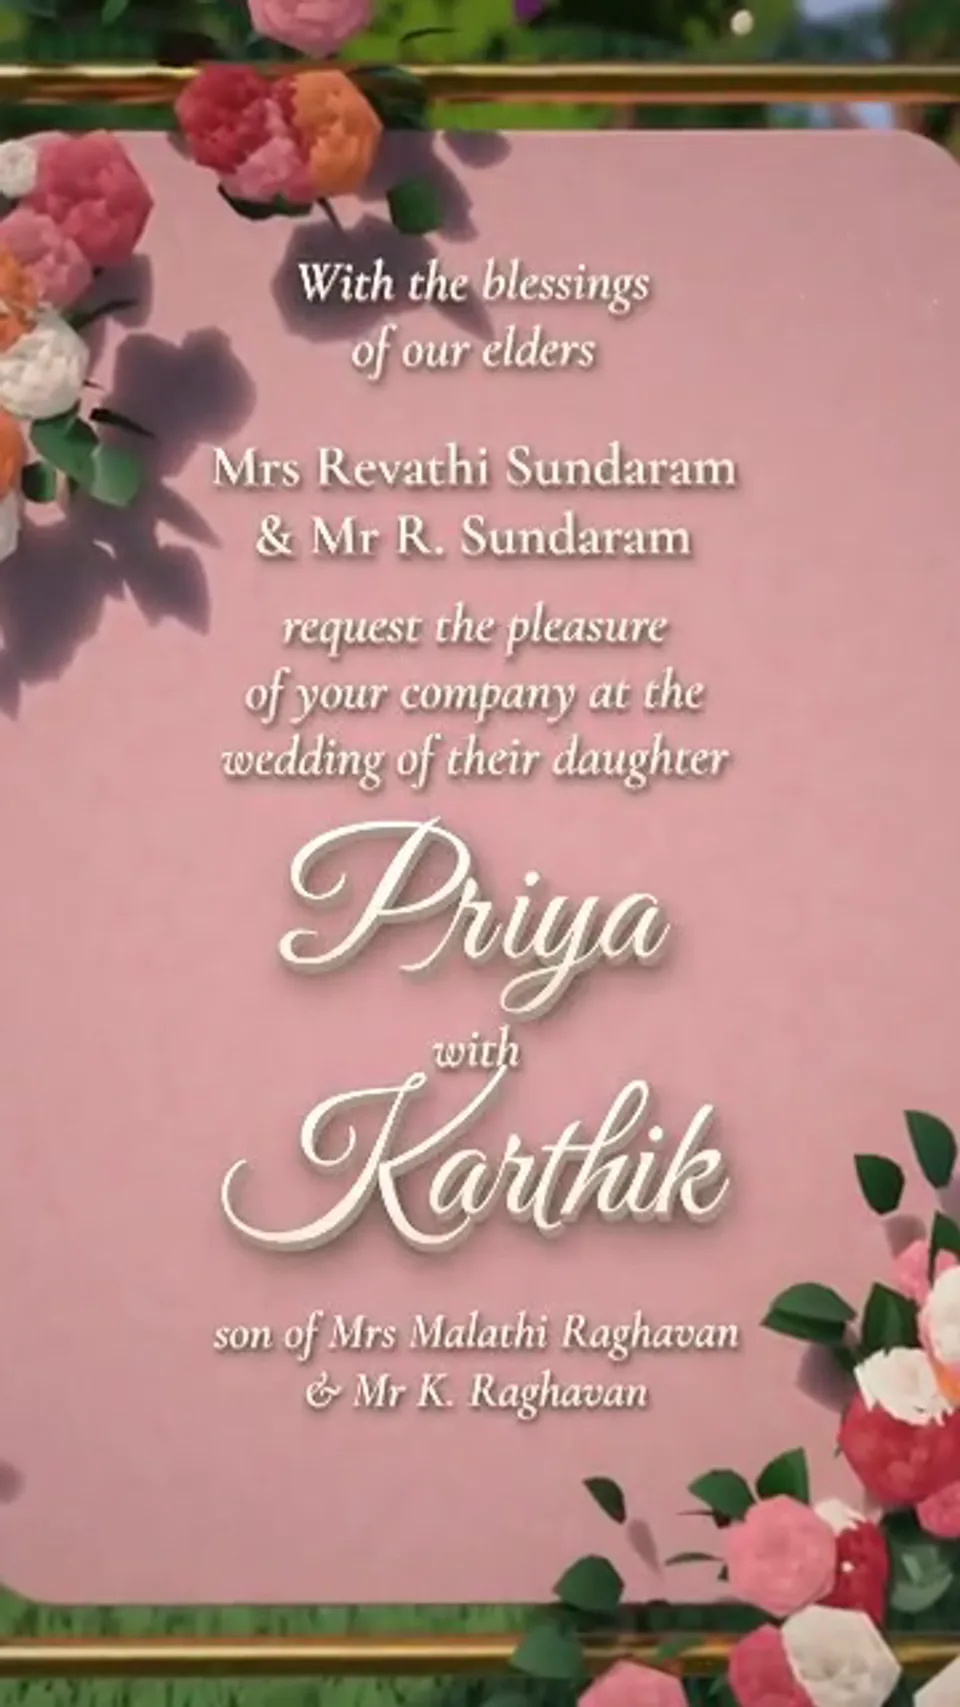 With the blessings
of our elders
Mrs Revathi Sundaram
& Mr R. Sundaram
request the pleasure
of your company at the
wedding of their daughter
Priya
with
Karthik
son of Mrs Malathi Raghavan
& Mr K. Raghavan